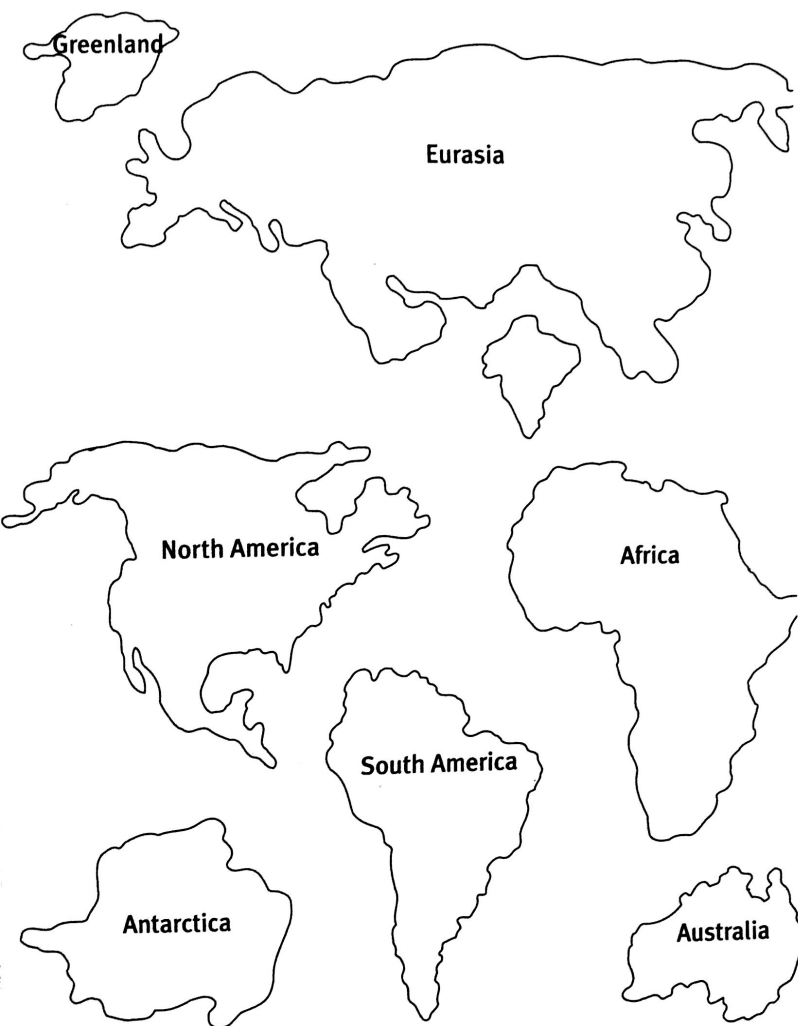 Greenland
Eurasia
North America
Africa
South America
Antarctica
Australia